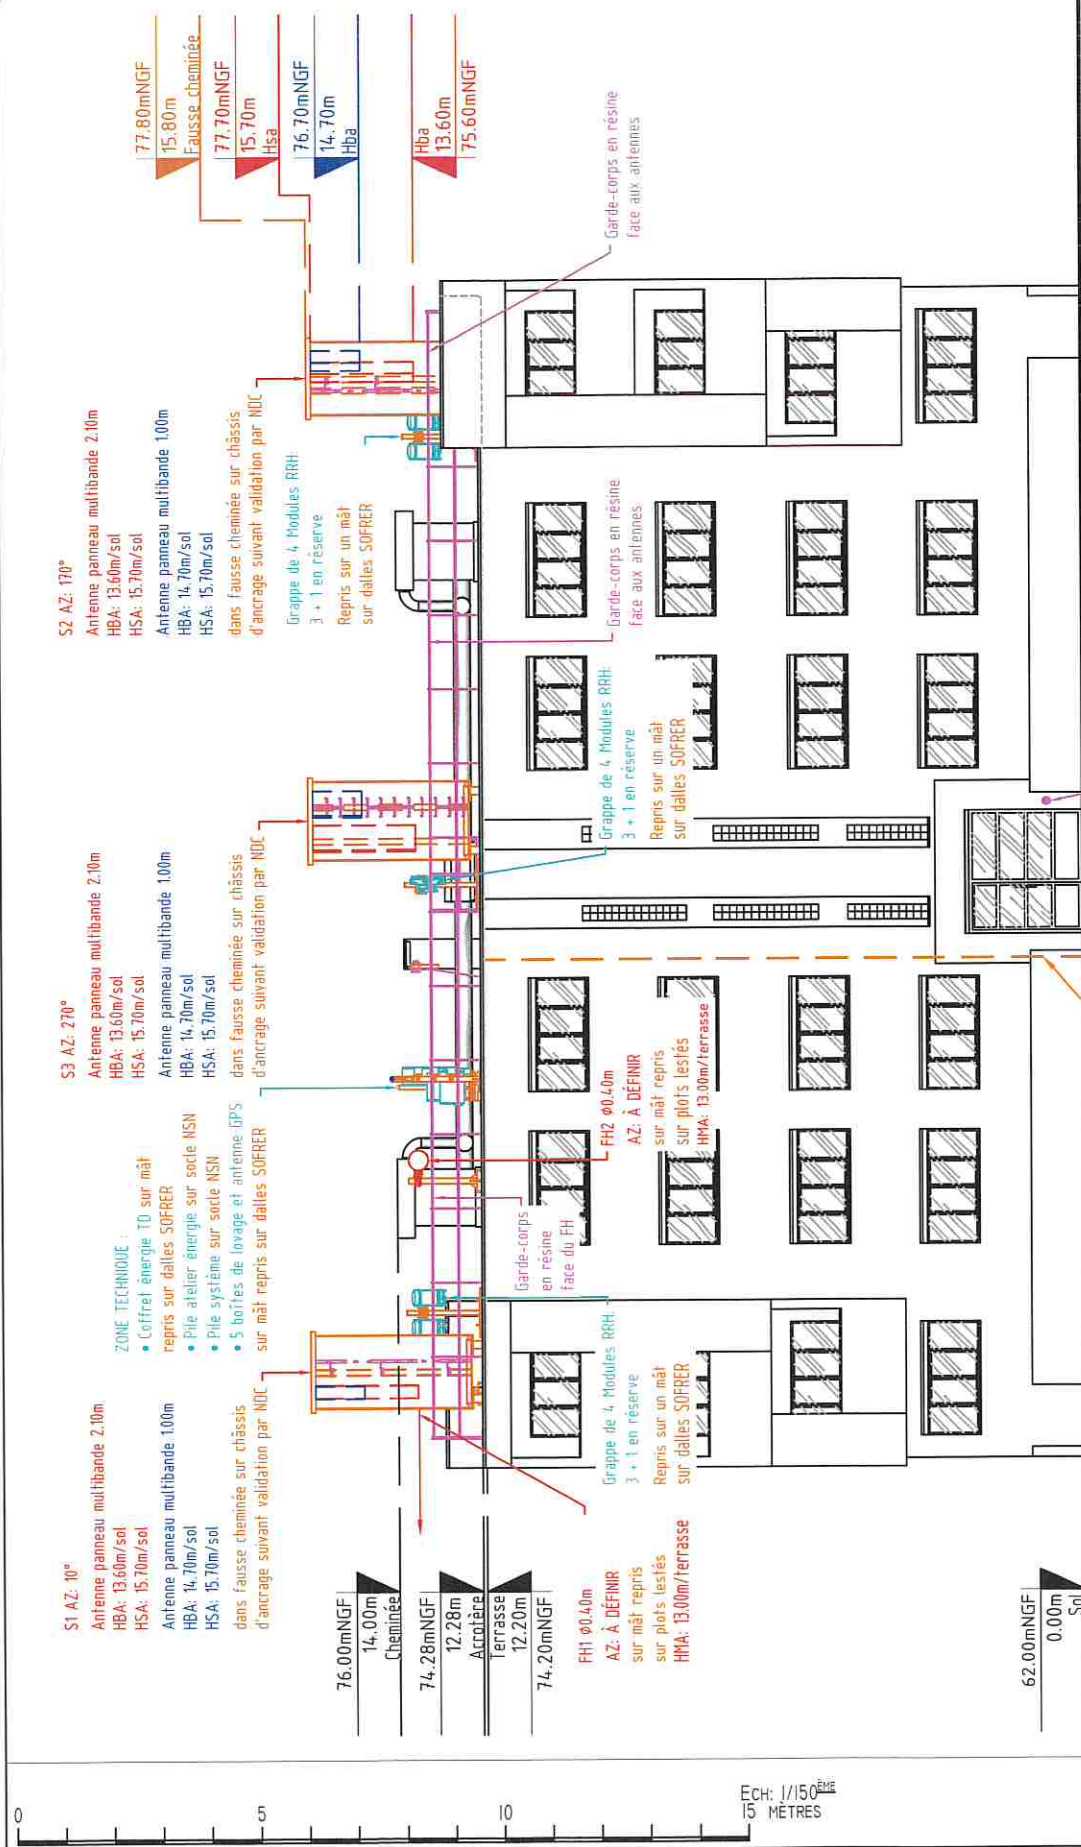 S1 AZ: 10°
Antenne panneau multibande 2.10m
HBA: 13.60m/sol
HSA: 15.70m/sol
Antenne panneau multibande 1.00m
HBA: 14.70m/sol
HSA: 15.70m/sol
dans fausse cheminée sur châssis
d'ancrage suivant validation par NDC
ZONE TECHNIQUE :
• Coffret énergie TD sur mât
repris sur dalles SOFRER
• Pile atelier énergie sur socle NSN
• Pile système sur socle NSN
• 5 boîtes de lovage et antenne GPS
sur mât repris sur dalles SOFRER
S3 AZ: 270°
Antenne panneau multibande 2.10m
HBA: 13.60m/sol
HSA: 15.70m/sol
Antenne panneau multibande 1.00m
HBA: 14.70m/sol
HSA: 15.70m/sol
dans fausse cheminée sur châssis
d'ancrage suivant validation par NDC
S2 AZ: 170°
Antenne panneau multibande 2.10m
HBA: 13.60m/sol
HSA: 15.70m/sol
Antenne panneau multibande 1.00m
HBA: 14.70m/sol
HSA: 15.70m/sol
dans fausse cheminée sur châssis
d'ancrage suivant validation par NDC
Grappe de 4 Modules RRH:
3 + 1 en réserve
Repris sur un mât
sur dalles SOFRER
77.80mNGF
15.80m
Fausse cheminée
77.70mNGF
15.70m
Hsa
76.70mNGF
14.70m
Hba
Hba
13.60m
75.60mNGF
76.00mNGF
14.00m
Cheminée
74.28mNGF
12.28m
Acrotère
Terrasse
12.20m
74.20mNGF
FH1 ø0.40m
AZ: À DÉFINIR
sur mât repris
sur plots lestés
HMA: 13.00m/terrasse
Grappe de 4 Modules RRH:
3 + 1 en réserve
Repris sur un mât
sur dalles SOFRER
Garde-corps
en résine
face du FH
FH2 ø0.40m
AZ: À DÉFINIR
sur mât repris
sur plots lestés
HMA: 13.00m/terrasse
Grappe de 4 Modules RRH:
3 + 1 en réserve
Repris sur un mât
sur dalles SOFRER
Garde-corps en résine
face aux antennes
Garde-corps en résine
face aux antennes
62.00mNGF
0.00m
Sol
0
5
10
15 MÈTRES
ECH: 1/150ÈME